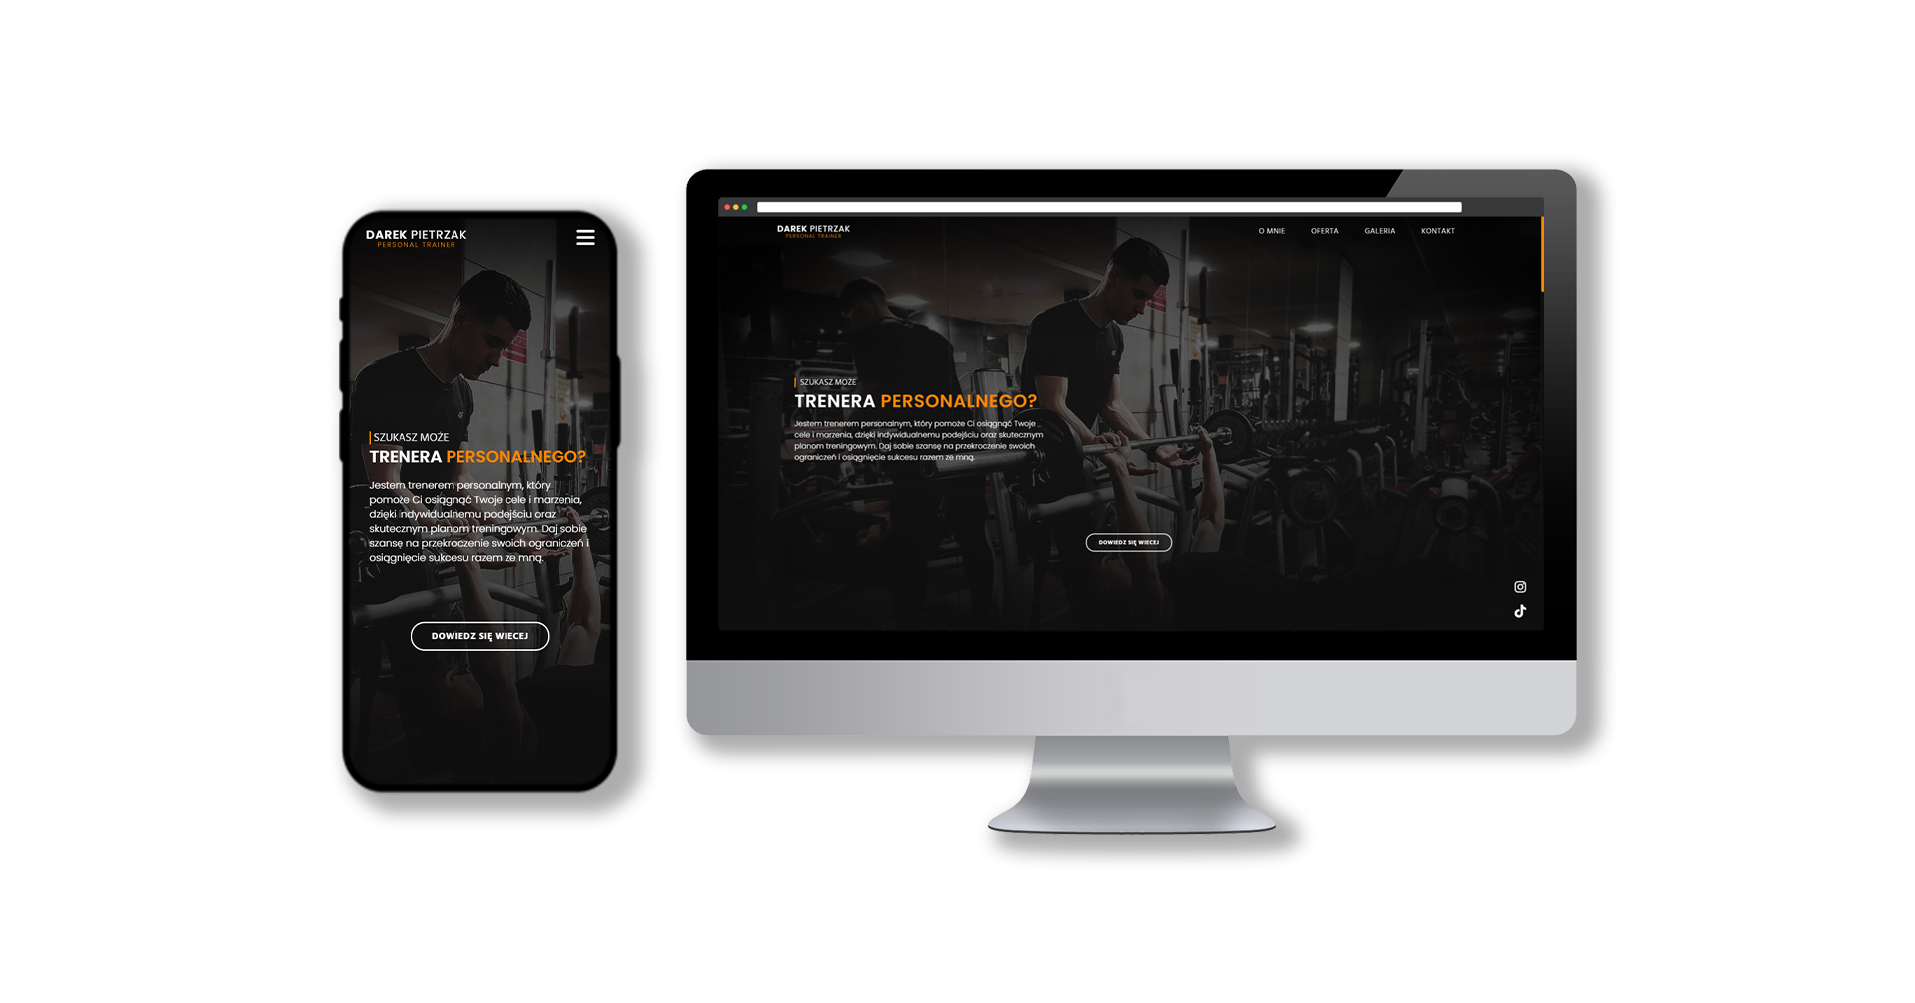 DAREK PIETRZAK
PERSONAL TRAINER
SZUKASZ MOŻE
TRENERA PERSONALNEGO?
Jestem trenerem personalnym, który
pomoże Ci osiągnąć Twoje cele i marzenia,
dzięki indywidualnemu podejściu oraz
skutecznym planom treningowym. Daj sobie
szansę na przekroczenie swoich ograniczeń i
osiągnięcie sukcesu razem ze mną.
DOWIEDZ SIĘ WIECEJ
DAREK PIETRZAK
PERSONAL TRAINER
O MNIE OFERTA GALERIA KONTAKT
SZUKASZ MOŻE
TRENERA PERSONALNEGO?
Jestem trenerem personalnym, który pomoże Ci osiągnąć Twoje
cele i marzenia, dzięki indywidualnemu podejściu oraz skutecznym
planom treningowym. Daj sobie szansę na przekroczenie swoich
ograniczeń i osiągnięcie sukcesu razem ze mną.
DOWIEDZ SIĘ WIECEJ